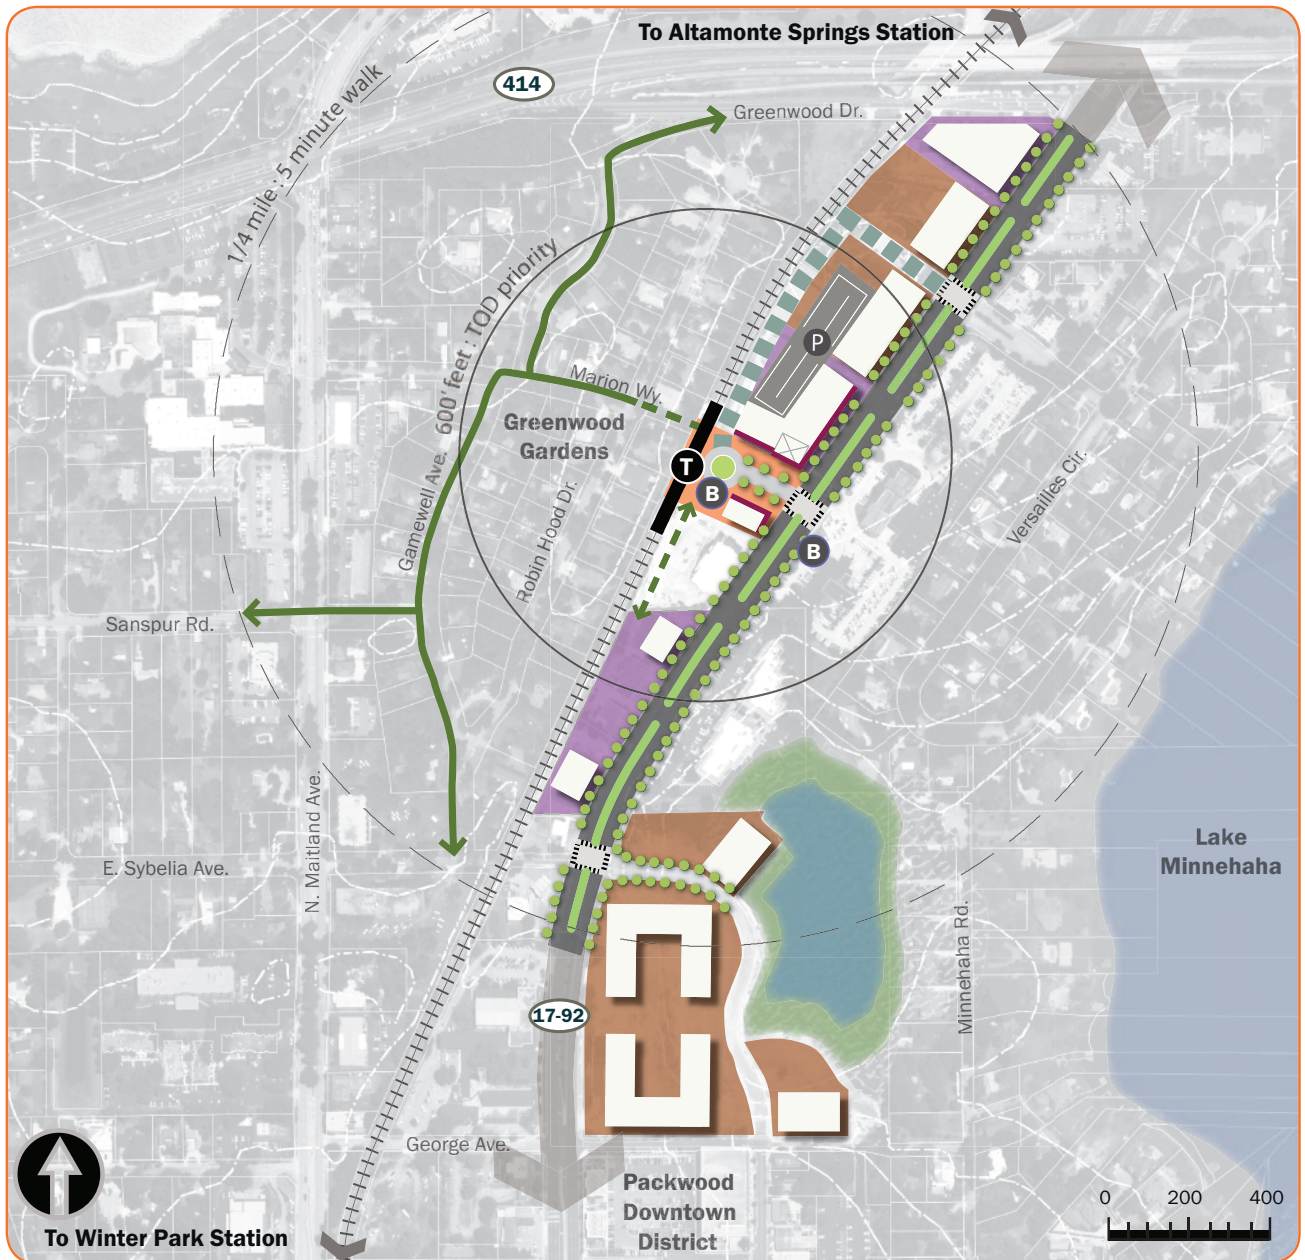 To Altamonte Springs Station
414
Greenwood Dr.
1/4 mile : 5 minute walk
600' feet : TOD priority
Marion Wy.
P
Greenwood
Gardens
T
B
B
Gamewell Ave.
Robin Hood Dr.
Versailles Cir.
Sanspur Rd.
E. Sybelia Ave.
N. Maitland Ave.
Lake
Minnehaha
Minnehaha Rd.
17-92
George Ave.
Packwood
Downtown
District
To Winter Park Station
0 200 400